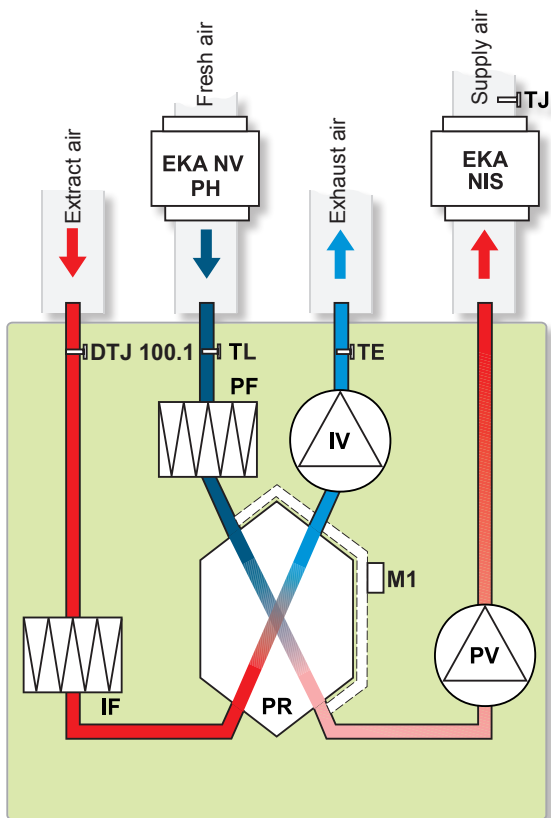 Extract air
Fresh air
Exhaust air
Supply air
TJ
EKA NV
PH
EKA
NIS
DTJ 100.1
TL
TE
PF
IV
M1
PV
IF
PR